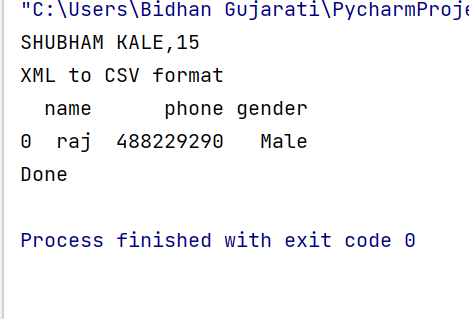 "C:\Users\Bidhan Gujarati\PycharmProje
SHUBHAM KALE,15
XML to CSV format
  name      phone gender
0  raj  488229290   Male
Done
Process finished with exit code 0